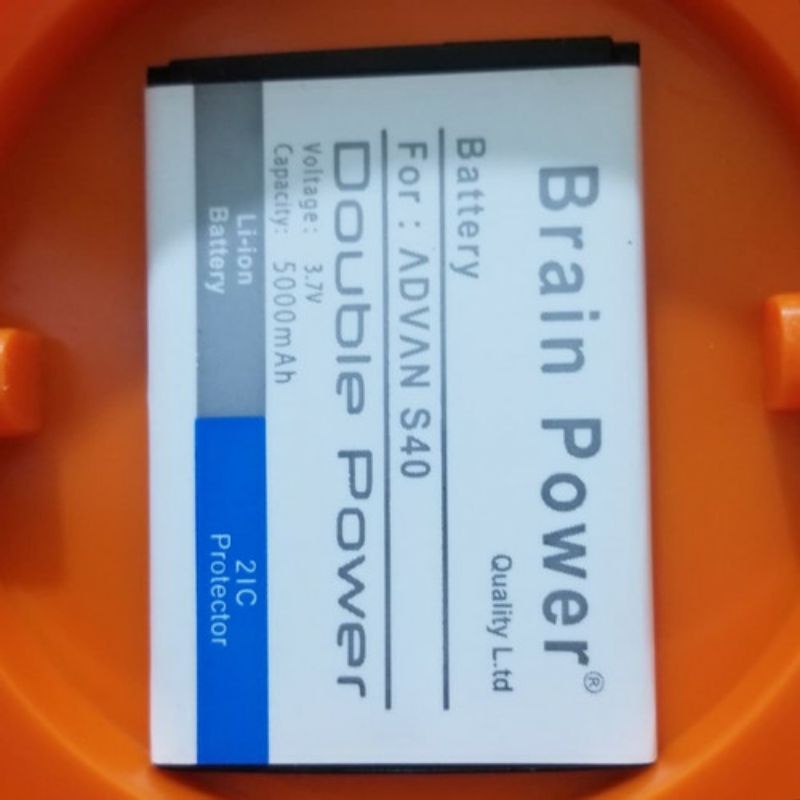 Brain Power®
Quality L.td
Battery
For : ADVAN S40
Double Power
Voltage: 3.7V
Capacity: 5000mAh
Li-ion
Battery
2IC
Protector